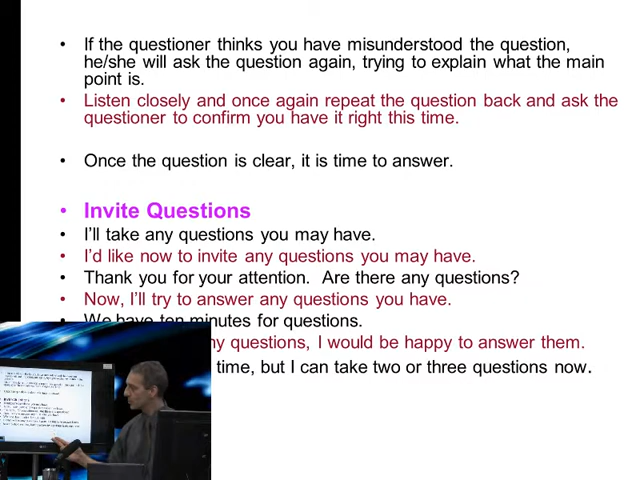 • If the questioner thinks you have misunderstood the question,
he/she will ask the question again, trying to explain what the main
point is.
• Listen closely and once again repeat the question back and ask the
questioner to confirm you have it right this time.
• Once the question is clear, it is time to answer.
• Invite Questions
• I’ll take any questions you may have.
• I’d like now to invite any questions you may have.
• Thank you for your attention.  Are there any questions?
• Now, I’ll try to answer any questions you have.
• We have ten minutes for questions.
questions, I would be happy to answer them.
time, but I can take two or three questions now.